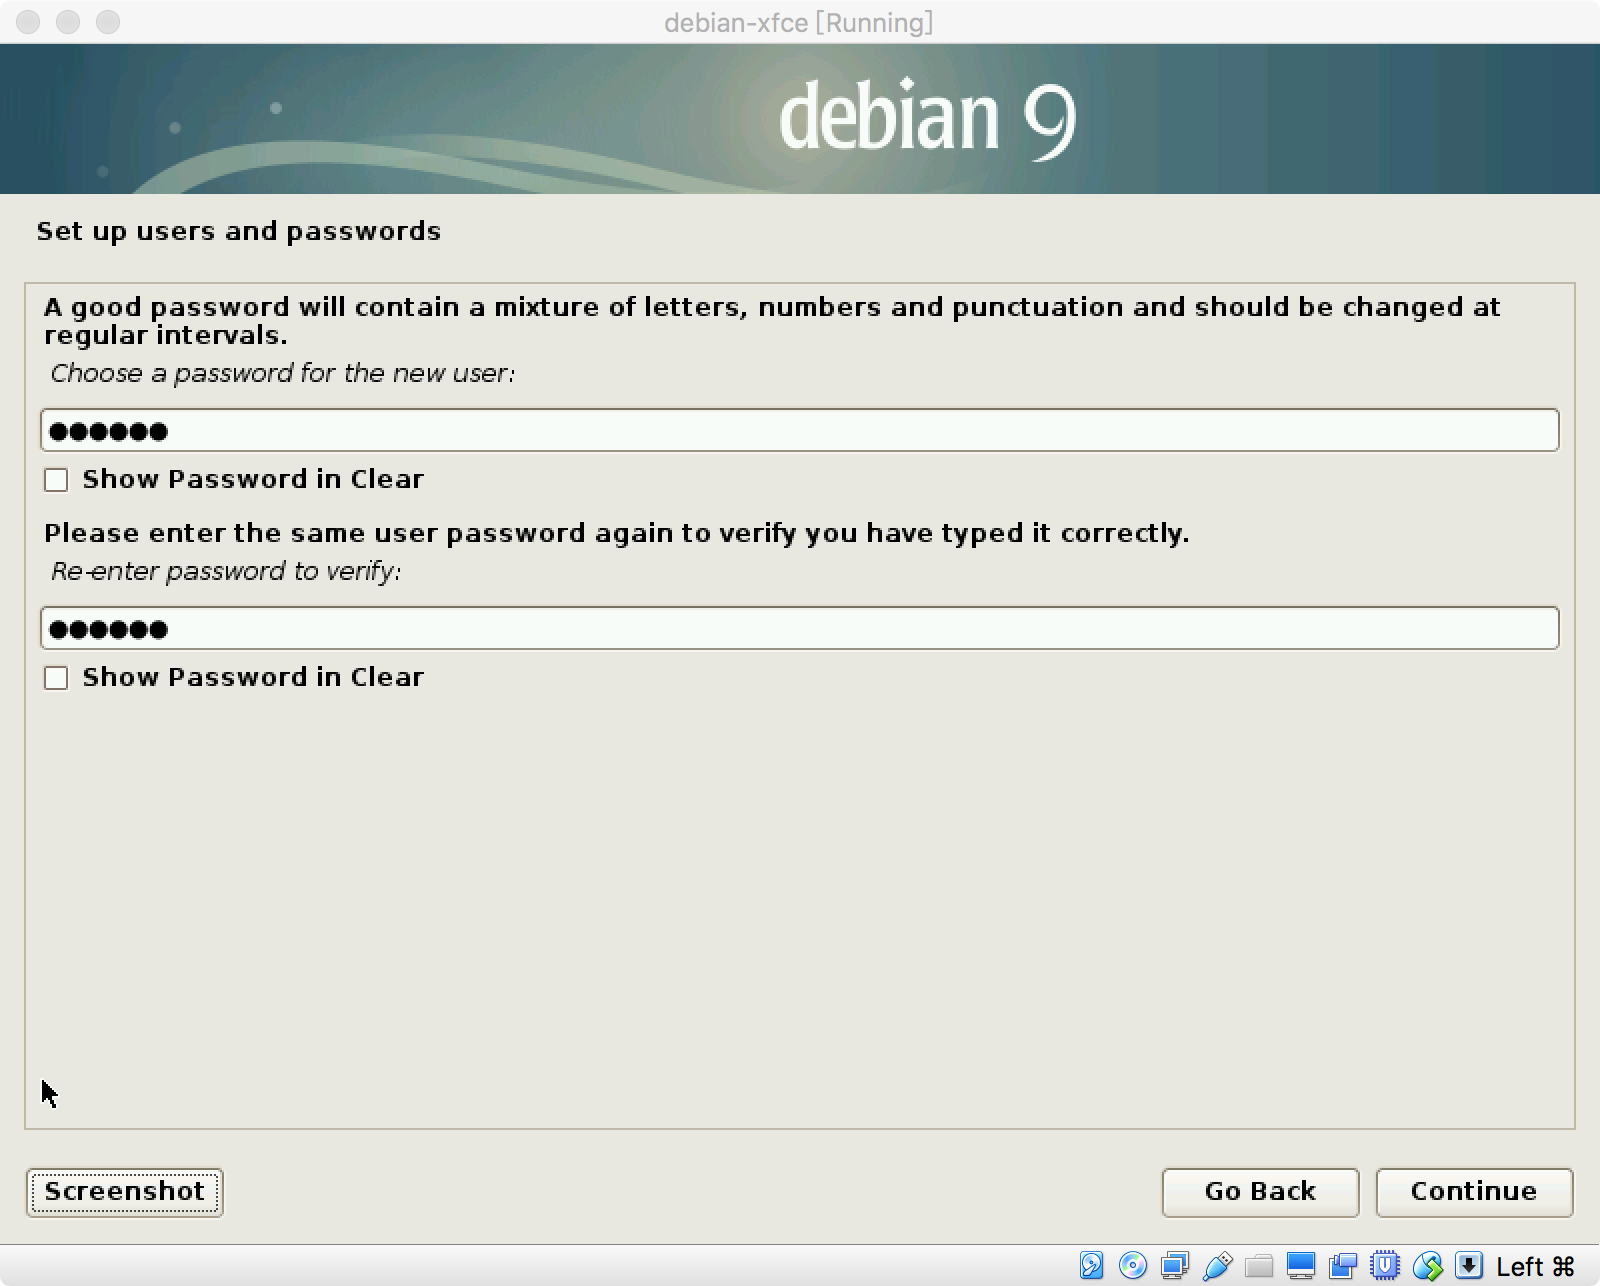 debian-xfce [Running]
debian 9
Set up users and passwords
A good password will contain a mixture of letters, numbers and punctuation and should be changed at
regular intervals.
Choose a password for the new user:
●●●●●●
Show Password in Clear
Please enter the same user password again to verify you have typed it correctly.
Re-enter password to verify:
●●●●●●
Show Password in Clear
Screenshot
Go Back
Continue
Left ⌘